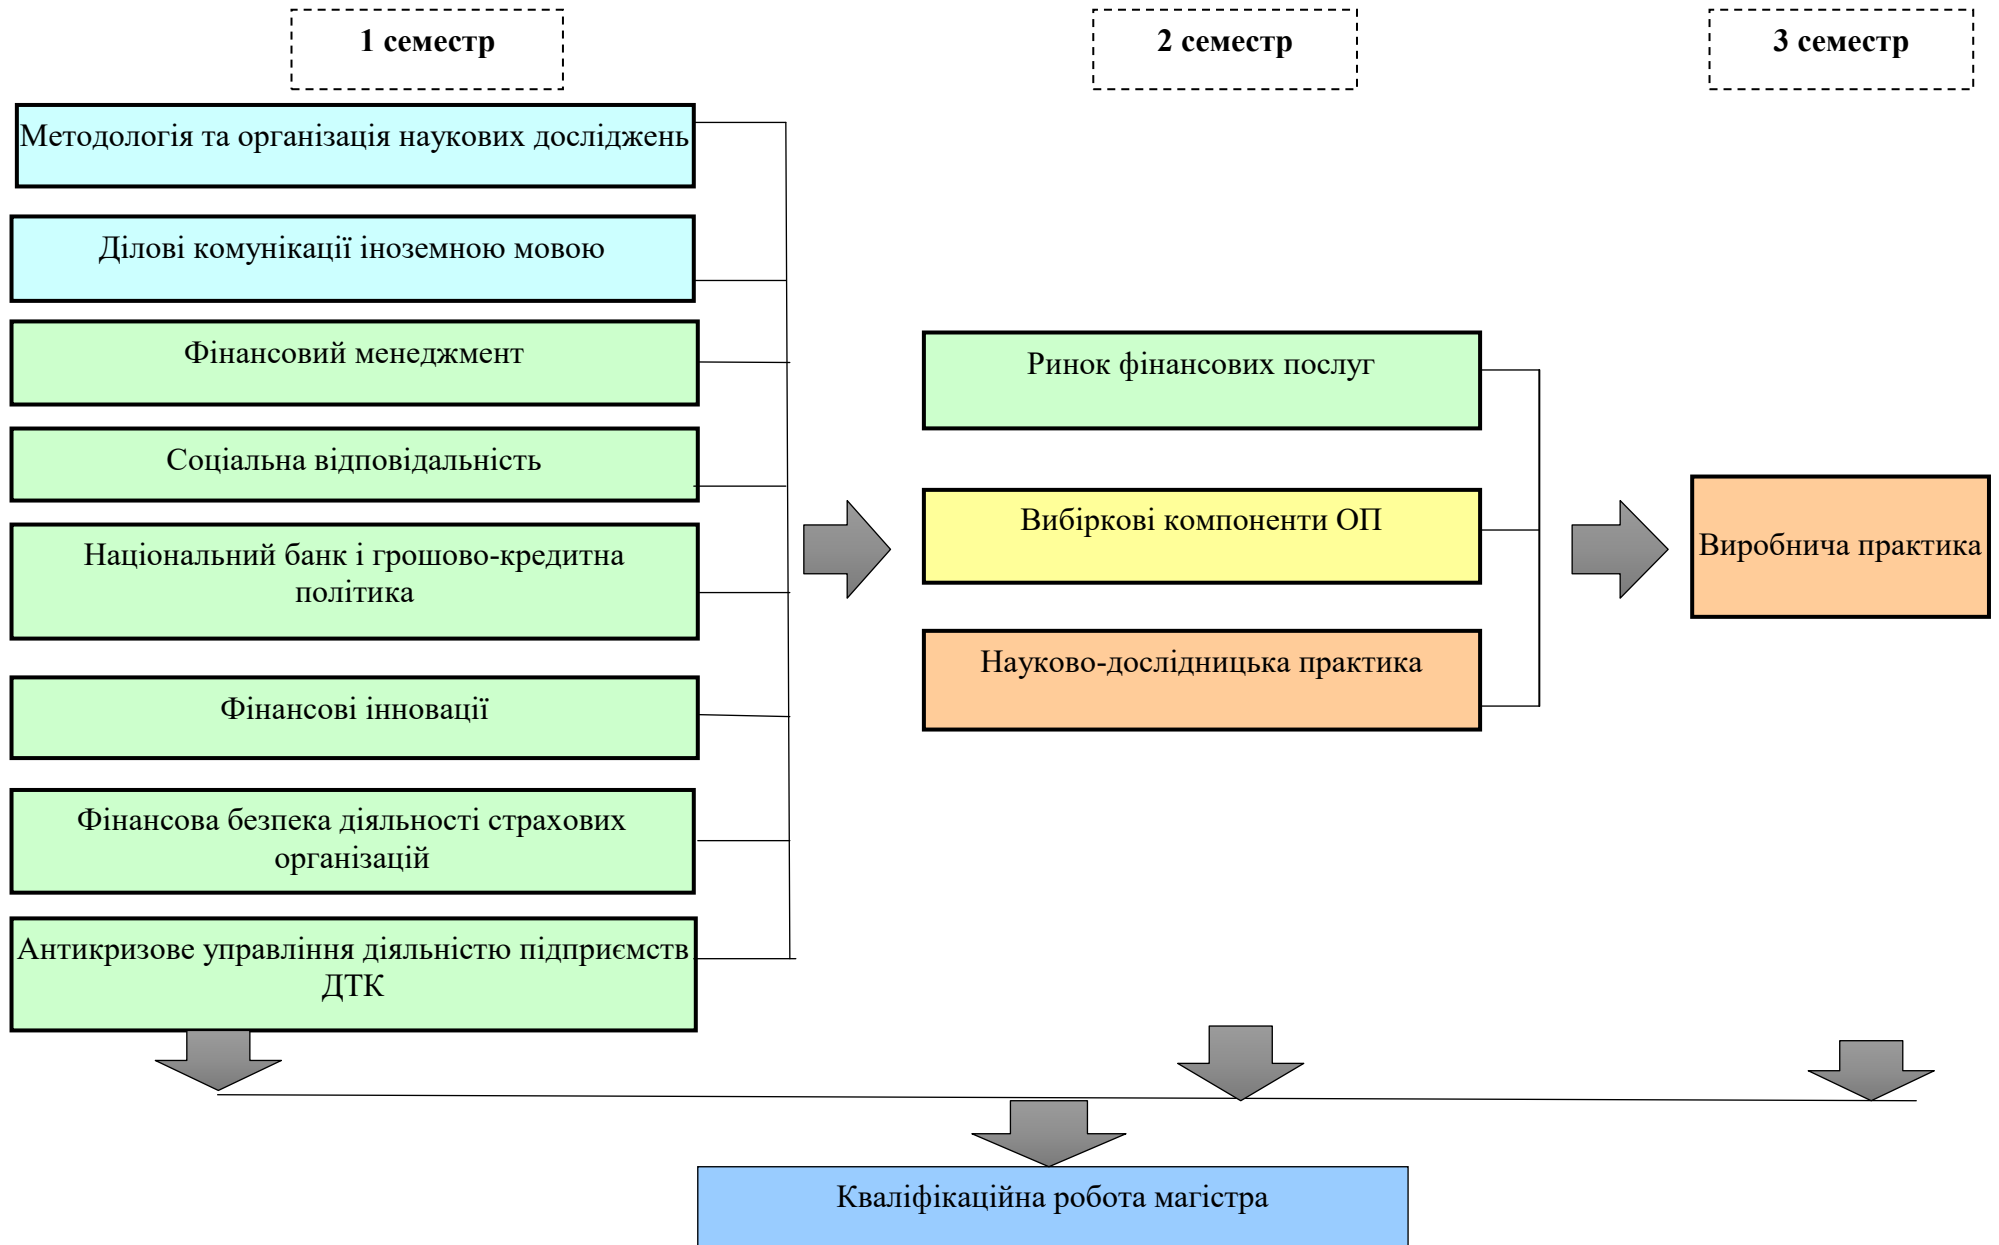 1 семестр
2 семестр
3 семестр
Методологія та організація наукових досліджень
Ділові комунікації іноземною мовою
Фінансовий менеджмент
Соціальна відповідальність
Національний банк і грошово-кредитна
політика
Фінансові інновації
Фінансова безпека діяльності страхових
організацій
Антикризове управління діяльністю підприємств
ДТК
Ринок фінансових послуг
Вибіркові компоненти ОП
Науково-дослідницька практика
Виробнича практика
Кваліфікаційна робота магістра